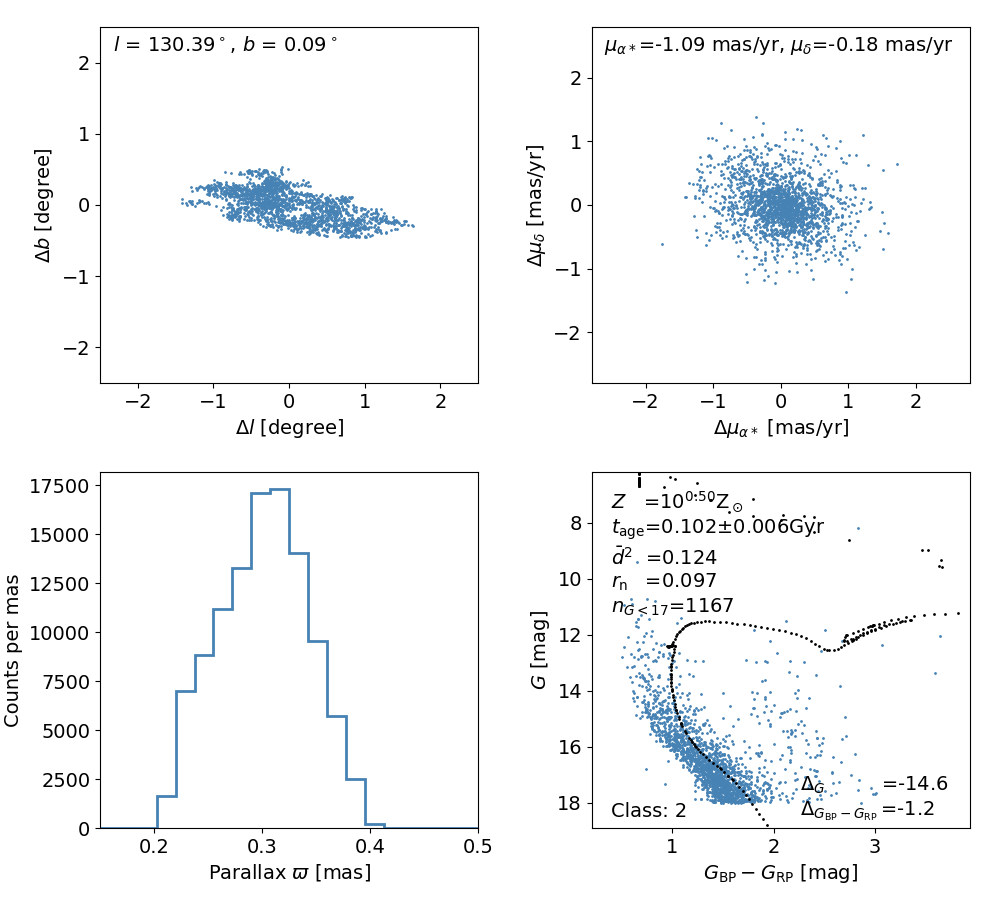 l = 130.39°, b = 0.09°
2
1
0
−1
−2
Δb [degree]
−2 −1 0 1 2
Δl [degree]
μα∗=-1.09 mas/yr, μδ=-0.18 mas/yr
2
1
0
−1
−2
Δμδ [mas/yr]
−2 −1 0 1 2
Δμα∗ [mas/yr]
17500
15000
12500
10000
7500
5000
2500
0
Counts per mas
0.2 0.3 0.4 0.5
Parallax ϖ [mas]
Z =10^0.50 Z⊙
t_age=0.102±0.006Gyr
d̄² =0.124
r_n =0.097
n_G<17=1167
8
10
12
14
16
18
G [mag]
Δ_G =-14.6
Δ_GBP−GRP =-1.2
Class: 2
1 2 3
G_BP − G_RP [mag]